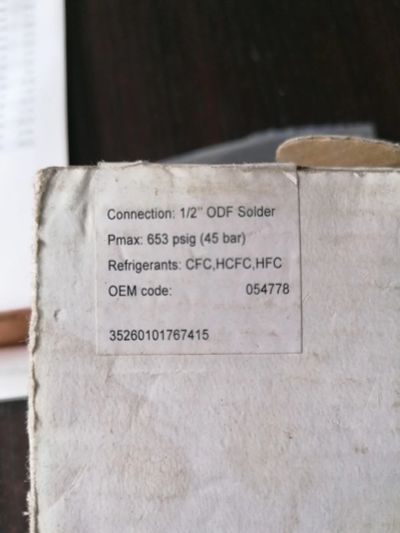 Connection: 1/2" ODF Solder
Pmax: 653 psig (45 bar)
Refrigerants: CFC,HCFC,HFC
OEM code: 054778
35260101767415